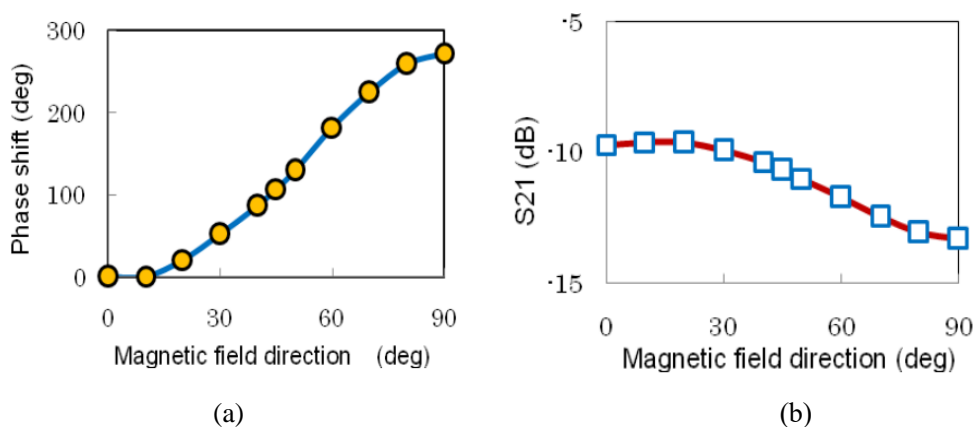 300
200
100
0
Phase shift (deg)
0 30 60 90
Magnetic field direction (deg)
(a)
-5
-10
-15
S21 (dB)
0 30 60 90
Magnetic field direction (deg)
(b)